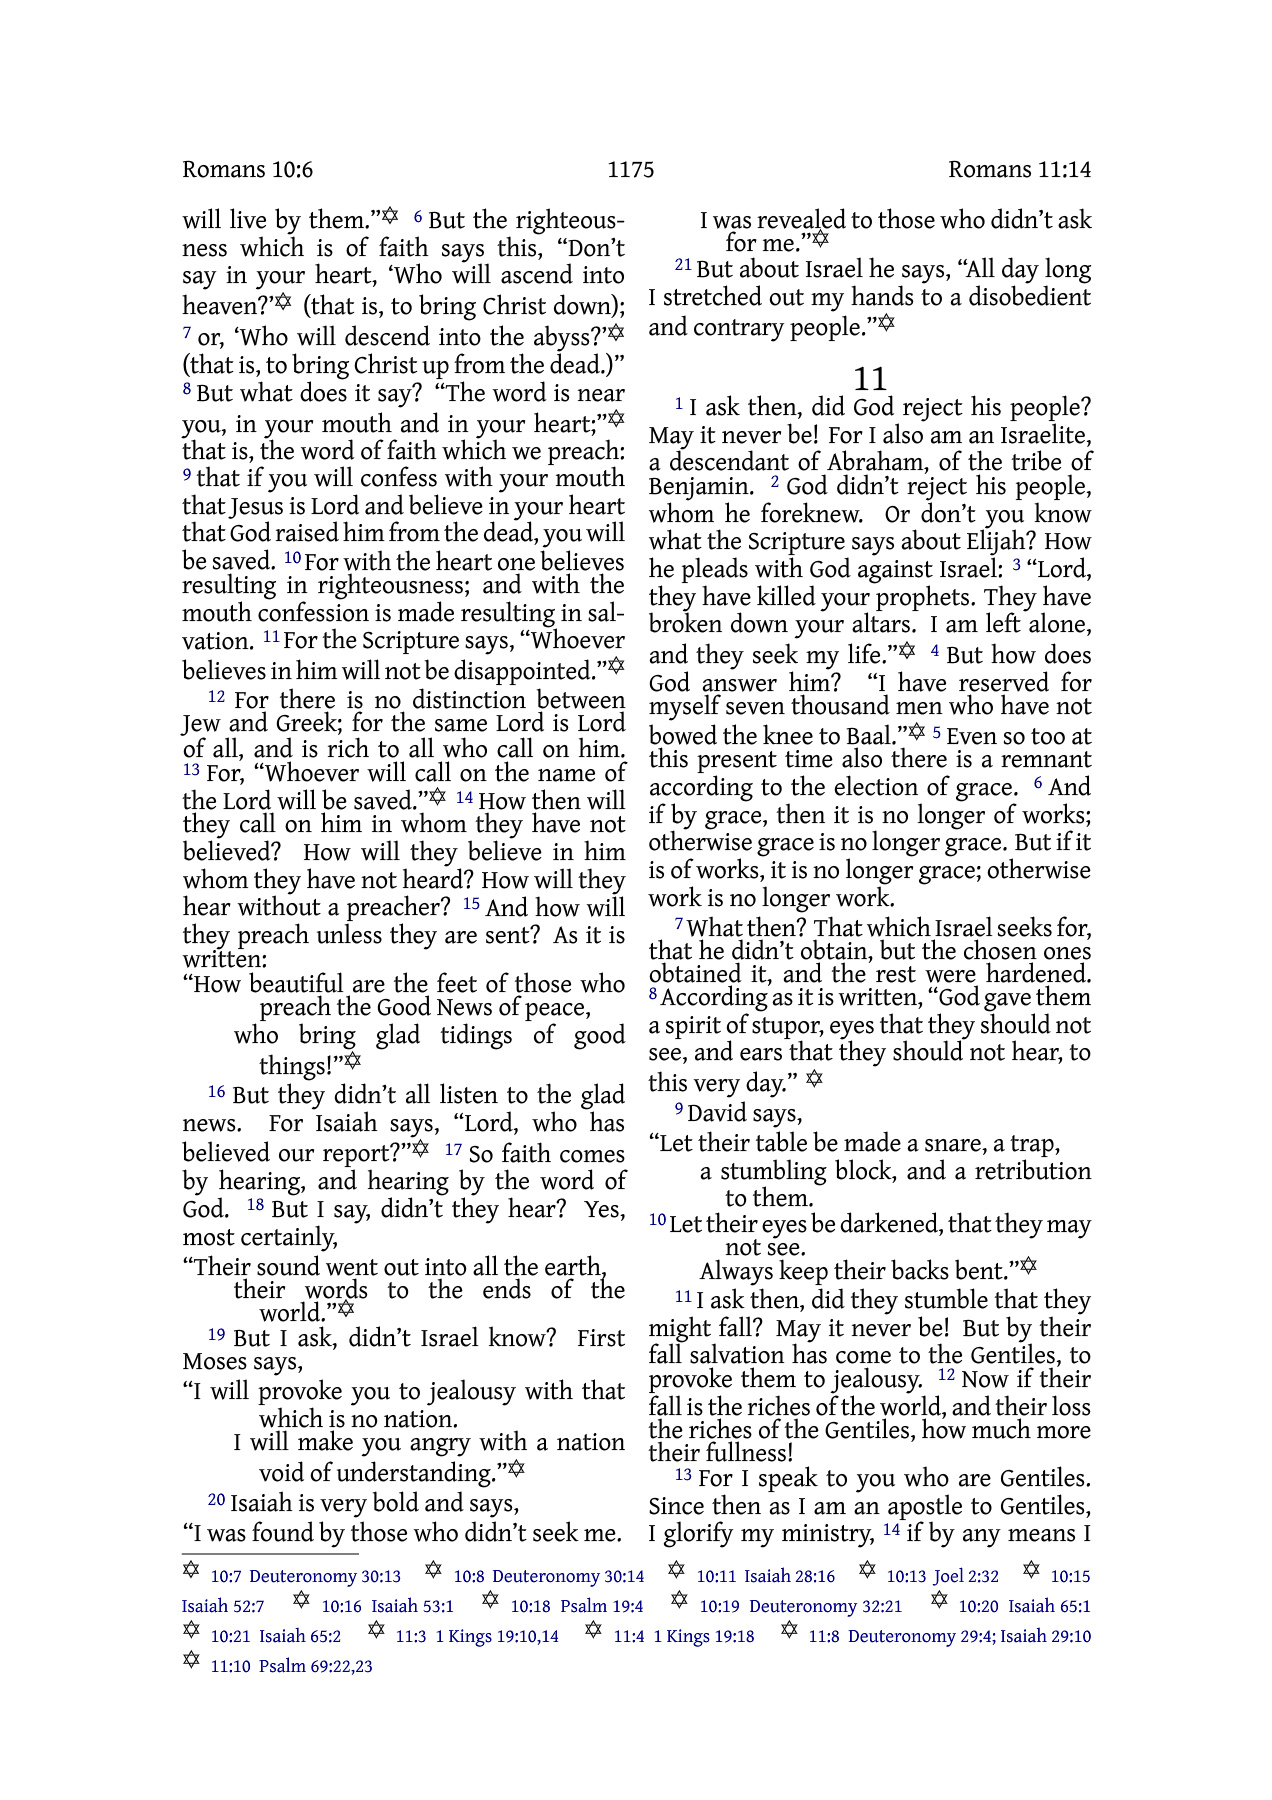 Romans 10:6 1175 Romans 11:14
will live by them.”✡ 6 But the righteous-
ness which is of faith says this, “Don’t
say in your heart, ‘Who will ascend into
heaven?’✡ (that is, to bring Christ down);
7 or, ‘Who will descend into the abyss?’✡
(that is, to bring Christ up from the dead.)”
8 But what does it say? “The word is near
you, in your mouth and in your heart;”✡
that is, the word of faith which we preach:
9 that if you will confess with your mouth
that Jesus is Lord and believe in your heart
that God raised him from the dead, you will
be saved. 10 For with the heart one believes
resulting in righteousness; and with the
mouth confession is made resulting in sal-
vation. 11 For the Scripture says, “Whoever
believes in him will not be disappointed.”✡
12 For there is no distinction between
Jew and Greek; for the same Lord is Lord
of all, and is rich to all who call on him.
13 For, “Whoever will call on the name of
the Lord will be saved.”✡ 14 How then will
they call on him in whom they have not
believed? How will they believe in him
whom they have not heard? How will they
hear without a preacher? 15 And how will
they preach unless they are sent? As it is
written:
“How beautiful are the feet of those who
preach the Good News of peace,
who bring glad tidings of good
things!”✡
16 But they didn’t all listen to the glad
news. For Isaiah says, “Lord, who has
believed our report?”✡ 17 So faith comes
by hearing, and hearing by the word of
God. 18 But I say, didn’t they hear? Yes,
most certainly,
“Their sound went out into all the earth,
their words to the ends of the
world.”✡
19 But I ask, didn’t Israel know? First
Moses says,
“I will provoke you to jealousy with that
which is no nation.
I will make you angry with a nation
void of understanding.”✡
20 Isaiah is very bold and says,
“I was found by those who didn’t seek me.
I was revealed to those who didn’t ask
for me.”✡
21 But about Israel he says, “All day long
I stretched out my hands to a disobedient
and contrary people.”✡
11
1 I ask then, did God reject his people?
May it never be! For I also am an Israelite,
a descendant of Abraham, of the tribe of
Benjamin. 2 God didn’t reject his people,
whom he foreknew. Or don’t you know
what the Scripture says about Elijah? How
he pleads with God against Israel: 3 “Lord,
they have killed your prophets. They have
broken down your altars. I am left alone,
and they seek my life.”✡ 4 But how does
God answer him? “I have reserved for
myself seven thousand men who have not
bowed the knee to Baal.”✡ 5 Even so too at
this present time also there is a remnant
according to the election of grace. 6 And
if by grace, then it is no longer of works;
otherwise grace is no longer grace. But if it
is of works, it is no longer grace; otherwise
work is no longer work.
7 What then? That which Israel seeks for,
that he didn’t obtain, but the chosen ones
obtained it, and the rest were hardened.
8 According as it is written, “God gave them
a spirit of stupor, eyes that they should not
see, and ears that they should not hear, to
this very day.” ✡
9 David says,
“Let their table be made a snare, a trap,
a stumbling block, and a retribution
to them.
10 Let their eyes be darkened, that they may
not see.
Always keep their backs bent.”✡
11 I ask then, did they stumble that they
might fall? May it never be! But by their
fall salvation has come to the Gentiles, to
provoke them to jealousy. 12 Now if their
fall is the riches of the world, and their loss
the riches of the Gentiles, how much more
their fullness!
13 For I speak to you who are Gentiles.
Since then as I am an apostle to Gentiles,
I glorify my ministry, 14 if by any means I
✡ 10:7 Deuteronomy 30:13 ✡ 10:8 Deuteronomy 30:14 ✡ 10:11 Isaiah 28:16 ✡ 10:13 Joel 2:32 ✡ 10:15
Isaiah 52:7 ✡ 10:16 Isaiah 53:1 ✡ 10:18 Psalm 19:4 ✡ 10:19 Deuteronomy 32:21 ✡ 10:20 Isaiah 65:1
✡ 10:21 Isaiah 65:2 ✡ 11:3 1 Kings 19:10,14 ✡ 11:4 1 Kings 19:18 ✡ 11:8 Deuteronomy 29:4; Isaiah 29:10
✡ 11:10 Psalm 69:22,23